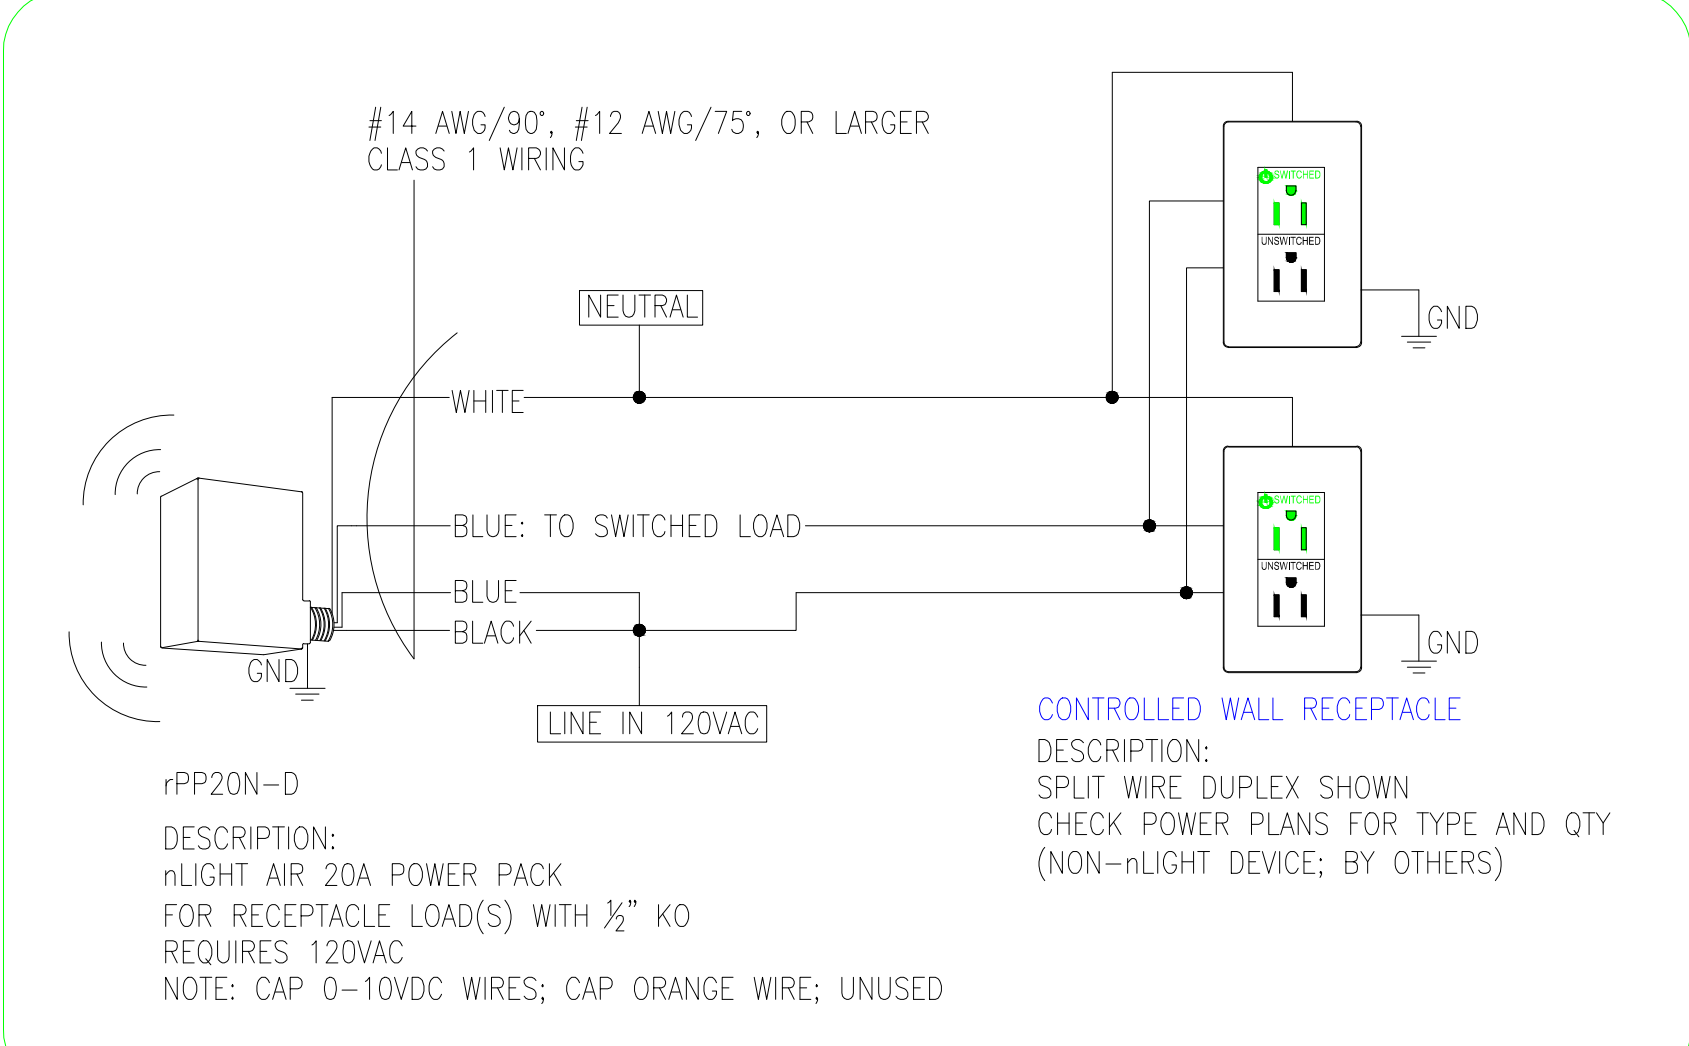 #14 AWG/90°, #12 AWG/75°, OR LARGER
CLASS 1 WIRING
SWITCHED
UNSWITCHED
GND
NEUTRAL
WHITE
SWITCHED
BLUE: TO SWITCHED LOAD
UNSWITCHED
BLUE
BLACK
GND
GND
LINE IN 120VAC
CONTROLLED WALL RECEPTACLE
DESCRIPTION:
SPLIT WIRE DUPLEX SHOWN
CHECK POWER PLANS FOR TYPE AND QTY
(NON-nLIGHT DEVICE; BY OTHERS)
rPP20N-D
DESCRIPTION:
nLIGHT AIR 20A POWER PACK
FOR RECEPTACLE LOAD(S) WITH ½" KO
REQUIRES 120VAC
NOTE: CAP 0-10VDC WIRES; CAP ORANGE WIRE; UNUSED